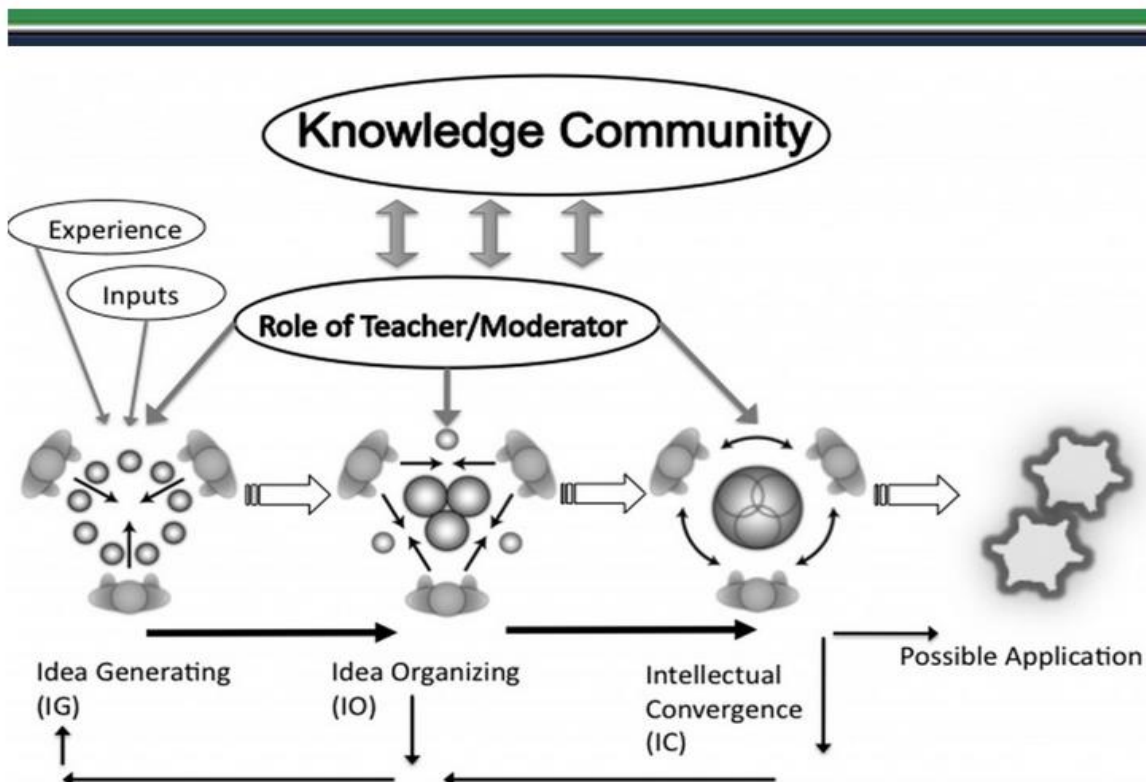 Knowledge Community
Experience
Inputs
Role of Teacher/Moderator
Idea Generating
(IG)
Idea Organizing
(IO)
Intellectual
Convergence
(IC)
Possible Application